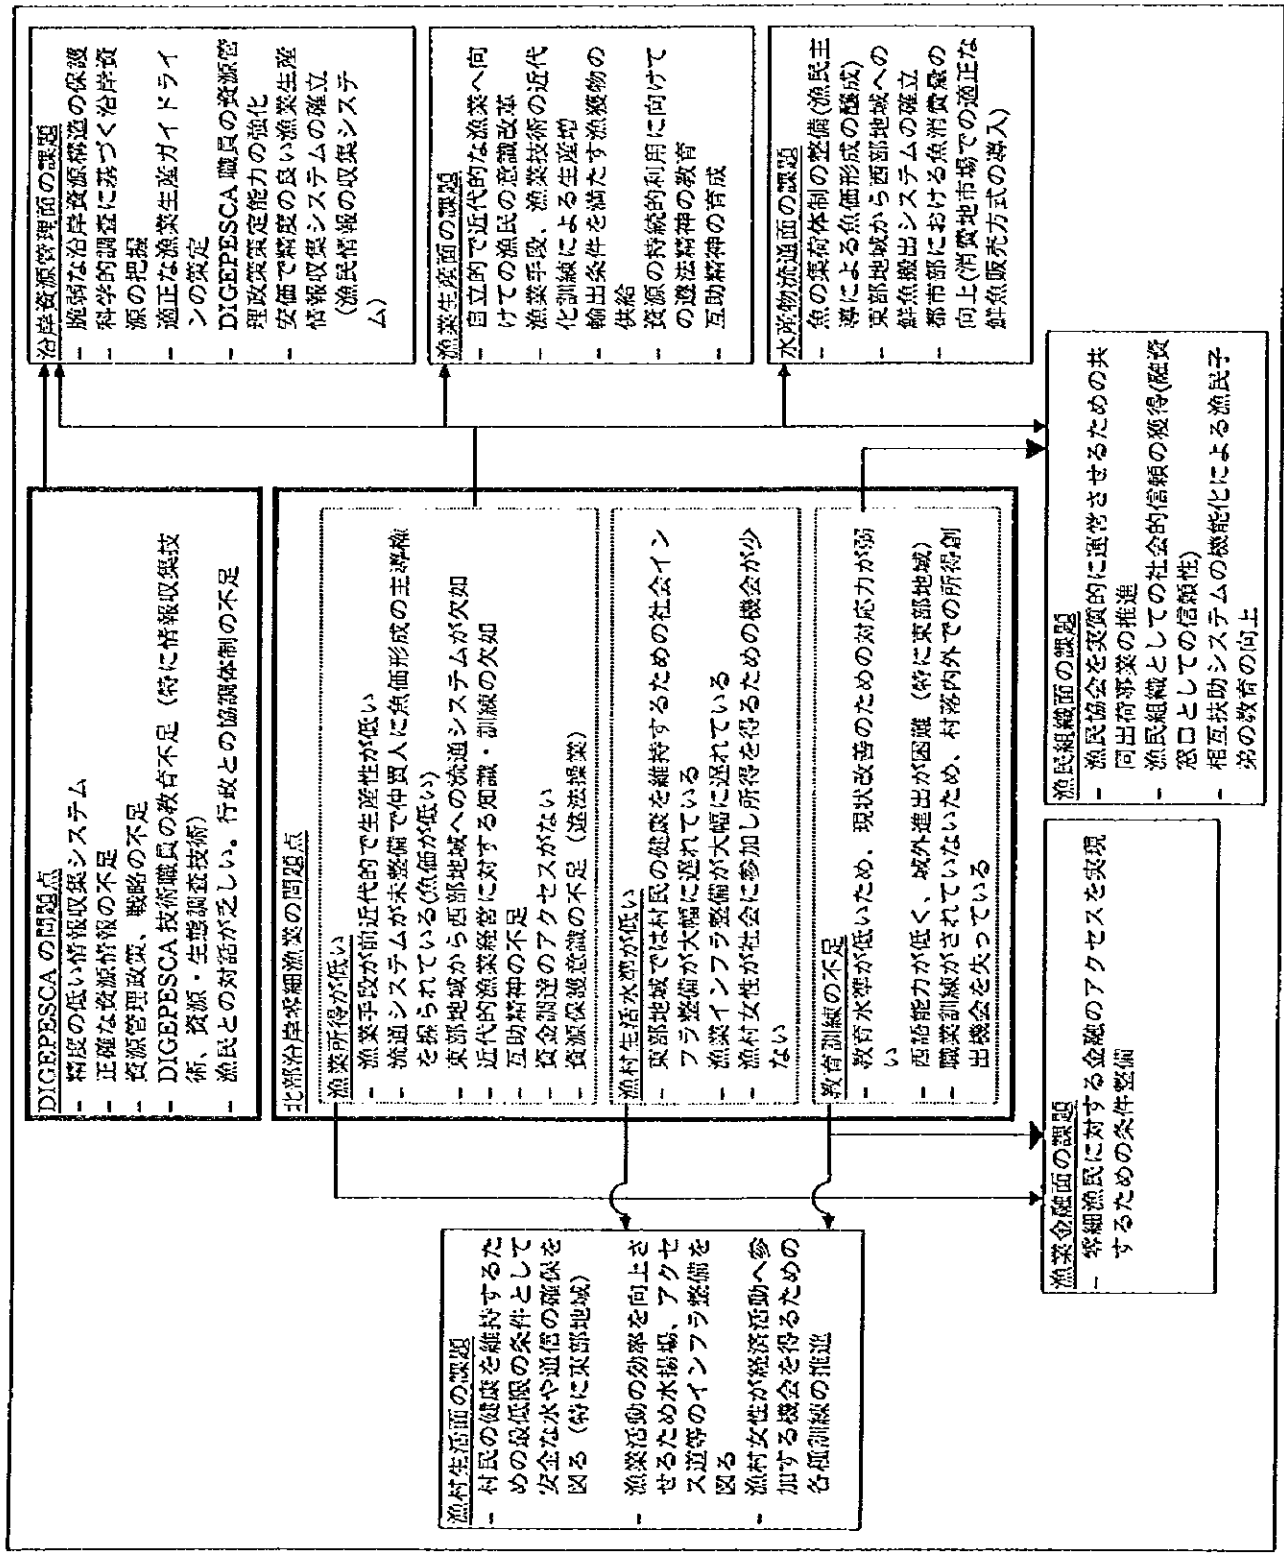 DIGEPESCAの問題点
- 精度の低い情報収集システム
- 正確な資源情報の不足
- 資源管理政策、戦略の不足
- DIGEPESCA 技術職員の教育不足（特に情報収集技
術、資源・生態調査技術）
- 漁民との対話が乏しい。行政との協調体制の不足
北部沿岸零細漁業の問題点
漁業所得が低い
- 漁業手段が前近代的で生産性が低い
- 流通システムが未整備で仲買人に魚価形成の主導権
を握られている(魚価が低い)
- 東部地域から西部地域への流通システムが欠如
- 近代的漁業経営に対する知識・訓練の欠如
- 互助精神の不足
- 資金調達のアクセスがない
- 資源保護意識の不足（違法操業）
漁村生活水準が低い
- 東部地域では村民の健康を維持するための社会イン
フラ整備が大幅に遅れている
- 漁業インフラ整備が大幅に遅れている
- 漁村女性が社会に参加し所得を得るための機会が少
ない
教育訓練の不足
- 教育水準が低いため、現状改善のための対応力が弱
い
- 西語能力が低く、域外進出が困難（特に東部地域）
- 職業訓練がされていないため、村落内外での所得創
出機会を失っている
沿岸資源管理面の課題
- 脆弱な沿岸資源構造の保護
- 科学的調査に基づく沿岸資
源の把握
- 適正な漁業生産ガイドライ
ンの策定
- DIGEPESCA 職員の資源管
理政策策定能力の強化
- 安価で精度の良い漁業生産
情報収集システムの確立
（漁民情報の収集システ
ム）
漁業生産面の課題
- 自立的で近代的な漁業へ向
けての漁民の意識改革
- 漁業手段、漁業技術の近代
化訓練による生産増
- 輸出条件を満たす漁獲物の
供給
- 資源の持続的利用に向けて
の遵法精神の教育
- 互助精神の育成
水産物流通面の課題
- 魚の集荷体制の整備(漁民主
導による魚価形成の醸成)
- 東部地域から西部地域への
鮮魚搬出システムの確立
- 都市部における魚消費量の
向上(消費地市場での適正な
鮮魚販売方式の導入)
漁村生活面の課題
- 村民の健康を維持するた
めの最低限の条件として
安全な水や通信の確保を
図る（特に東部地域）
- 漁業活動の効率を向上さ
せるため水揚場、アクセ
ス道等のインフラ整備を
図る
- 漁村女性が経済活動へ参
加する機会を得るための
各種訓練の推進
漁業金融面の課題
- 零細漁民に対する金融のアクセスを実現
するための条件整備
漁民組織面の課題
- 漁民協会を実質的に運営させるための共
同出荷事業の推進
- 漁民組織としての社会的信頼の獲得(融資
窓口としての信頼性)
- 相互扶助システムの機能化による漁民子
弟の教育の向上